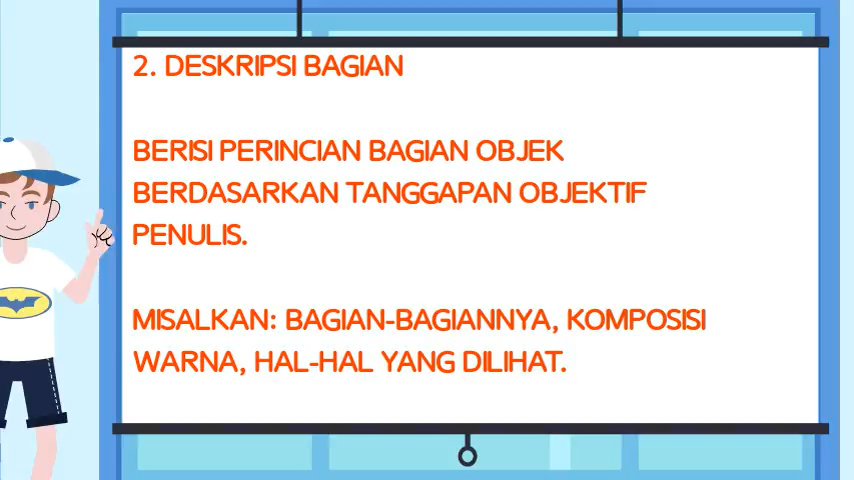 2. DESKRIPSI BAGIAN
BERISI PERINCIAN BAGIAN OBJEK
BERDASARKAN TANGGAPAN OBJEKTIF
PENULIS.
MISALKAN: BAGIAN-BAGIANNYA, KOMPOSISI
WARNA, HAL-HAL YANG DILIHAT.